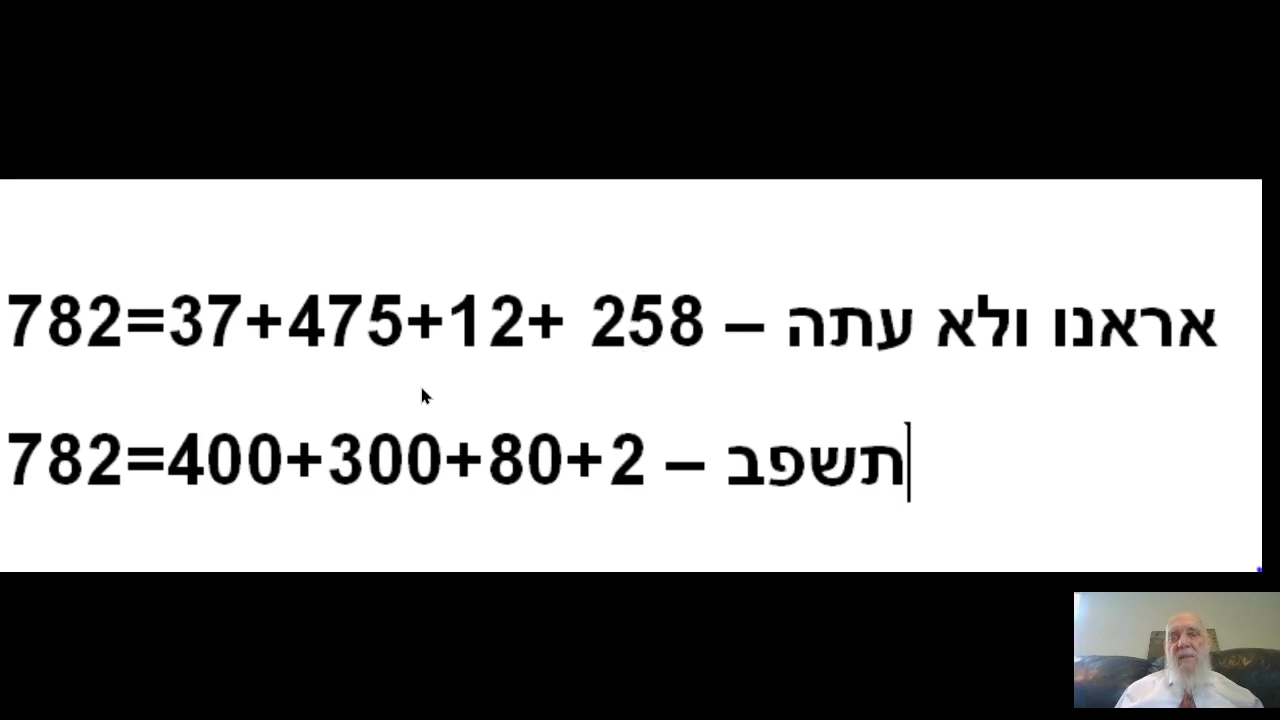 אראנו ולא עתה – 258 +12+475+37=782
תשפב – 2+80+300+400=782